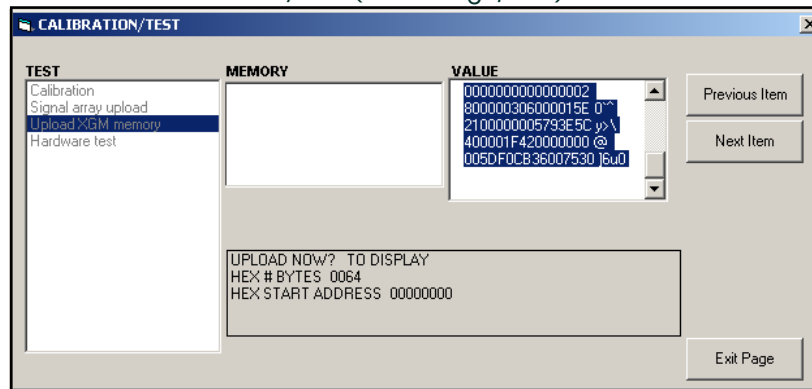 CALIBRATION/TEST
TEST
Calibration
Signal array upload
Upload XGM memory
Hardware test
MEMORY
VALUE
0000000000000002
800000306000015E 0^^
2100000005793E5C y>\
400001F420000000 @
005DF0CB36007530 ]6u0
Previous Item
Next Item
UPLOAD NOW? TO DISPLAY
HEX # BYTES 0064
HEX START ADDRESS 00000000
Exit Page